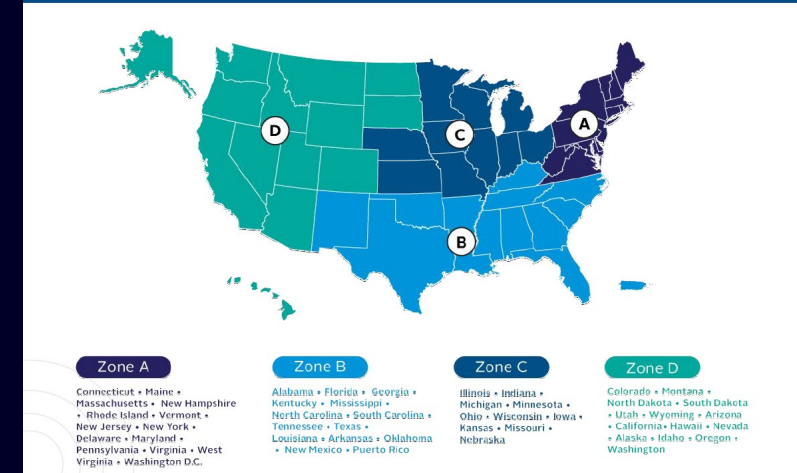 D
C
A
B
Zone A
Connecticut • Maine •
Massachusetts • New Hampshire
• Rhode Island • Vermont •
New Jersey • New York •
Delaware • Maryland •
Pennsylvania • Virginia • West
Virginia • Washington D.C.
Zone B
Alabama • Florida • Georgia •
Kentucky • Mississippi •
North Carolina • South Carolina •
Tennessee • Texas •
Louisiana • Arkansas • Oklahoma
• New Mexico • Puerto Rico
Zone C
Illinois • Indiana •
Michigan • Minnesota •
Ohio • Wisconsin • Iowa •
Kansas • Missouri •
Nebraska
Zone D
Colorado • Montana •
North Dakota • South Dakota
• Utah • Wyoming • Arizona
• California• Hawaii • Nevada
• Alaska • Idaho • Oregon •
Washington